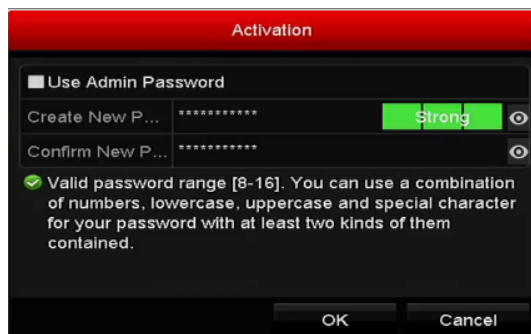 Activation
Use Admin Password
Create New P... *********** Strong
Confirm New P... ***********
Valid password range [8-16]. You can use a combination
of numbers, lowercase, uppercase and special character
for your password with at least two kinds of them
contained.
OK Cancel